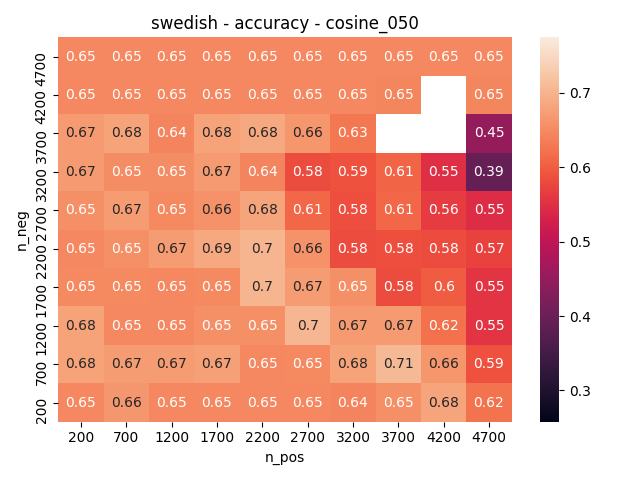 swedish - accuracy - cosine_050
4700 0.65 0.65 0.65 0.65 0.65 0.65 0.65 0.65 0.65 0.65
4200 0.65 0.65 0.65 0.65 0.65 0.65 0.65 0.65 0.65
3700 0.67 0.68 0.64 0.68 0.68 0.66 0.63 0.45
3200 0.67 0.65 0.65 0.67 0.64 0.58 0.59 0.61 0.55 0.39
2700 0.65 0.67 0.65 0.66 0.68 0.61 0.58 0.61 0.56 0.55
2200 0.65 0.65 0.67 0.69 0.7 0.66 0.58 0.58 0.58 0.57
1700 0.65 0.65 0.65 0.65 0.7 0.67 0.65 0.58 0.6 0.55
1200 0.68 0.65 0.65 0.65 0.65 0.7 0.67 0.67 0.62 0.55
700 0.68 0.67 0.67 0.67 0.65 0.65 0.68 0.71 0.66 0.59
200 0.65 0.66 0.65 0.65 0.65 0.65 0.64 0.65 0.68 0.62
200 700 1200 1700 2200 2700 3200 3700 4200 4700
n_pos
n_neg
0.7
0.6
0.5
0.4
0.3